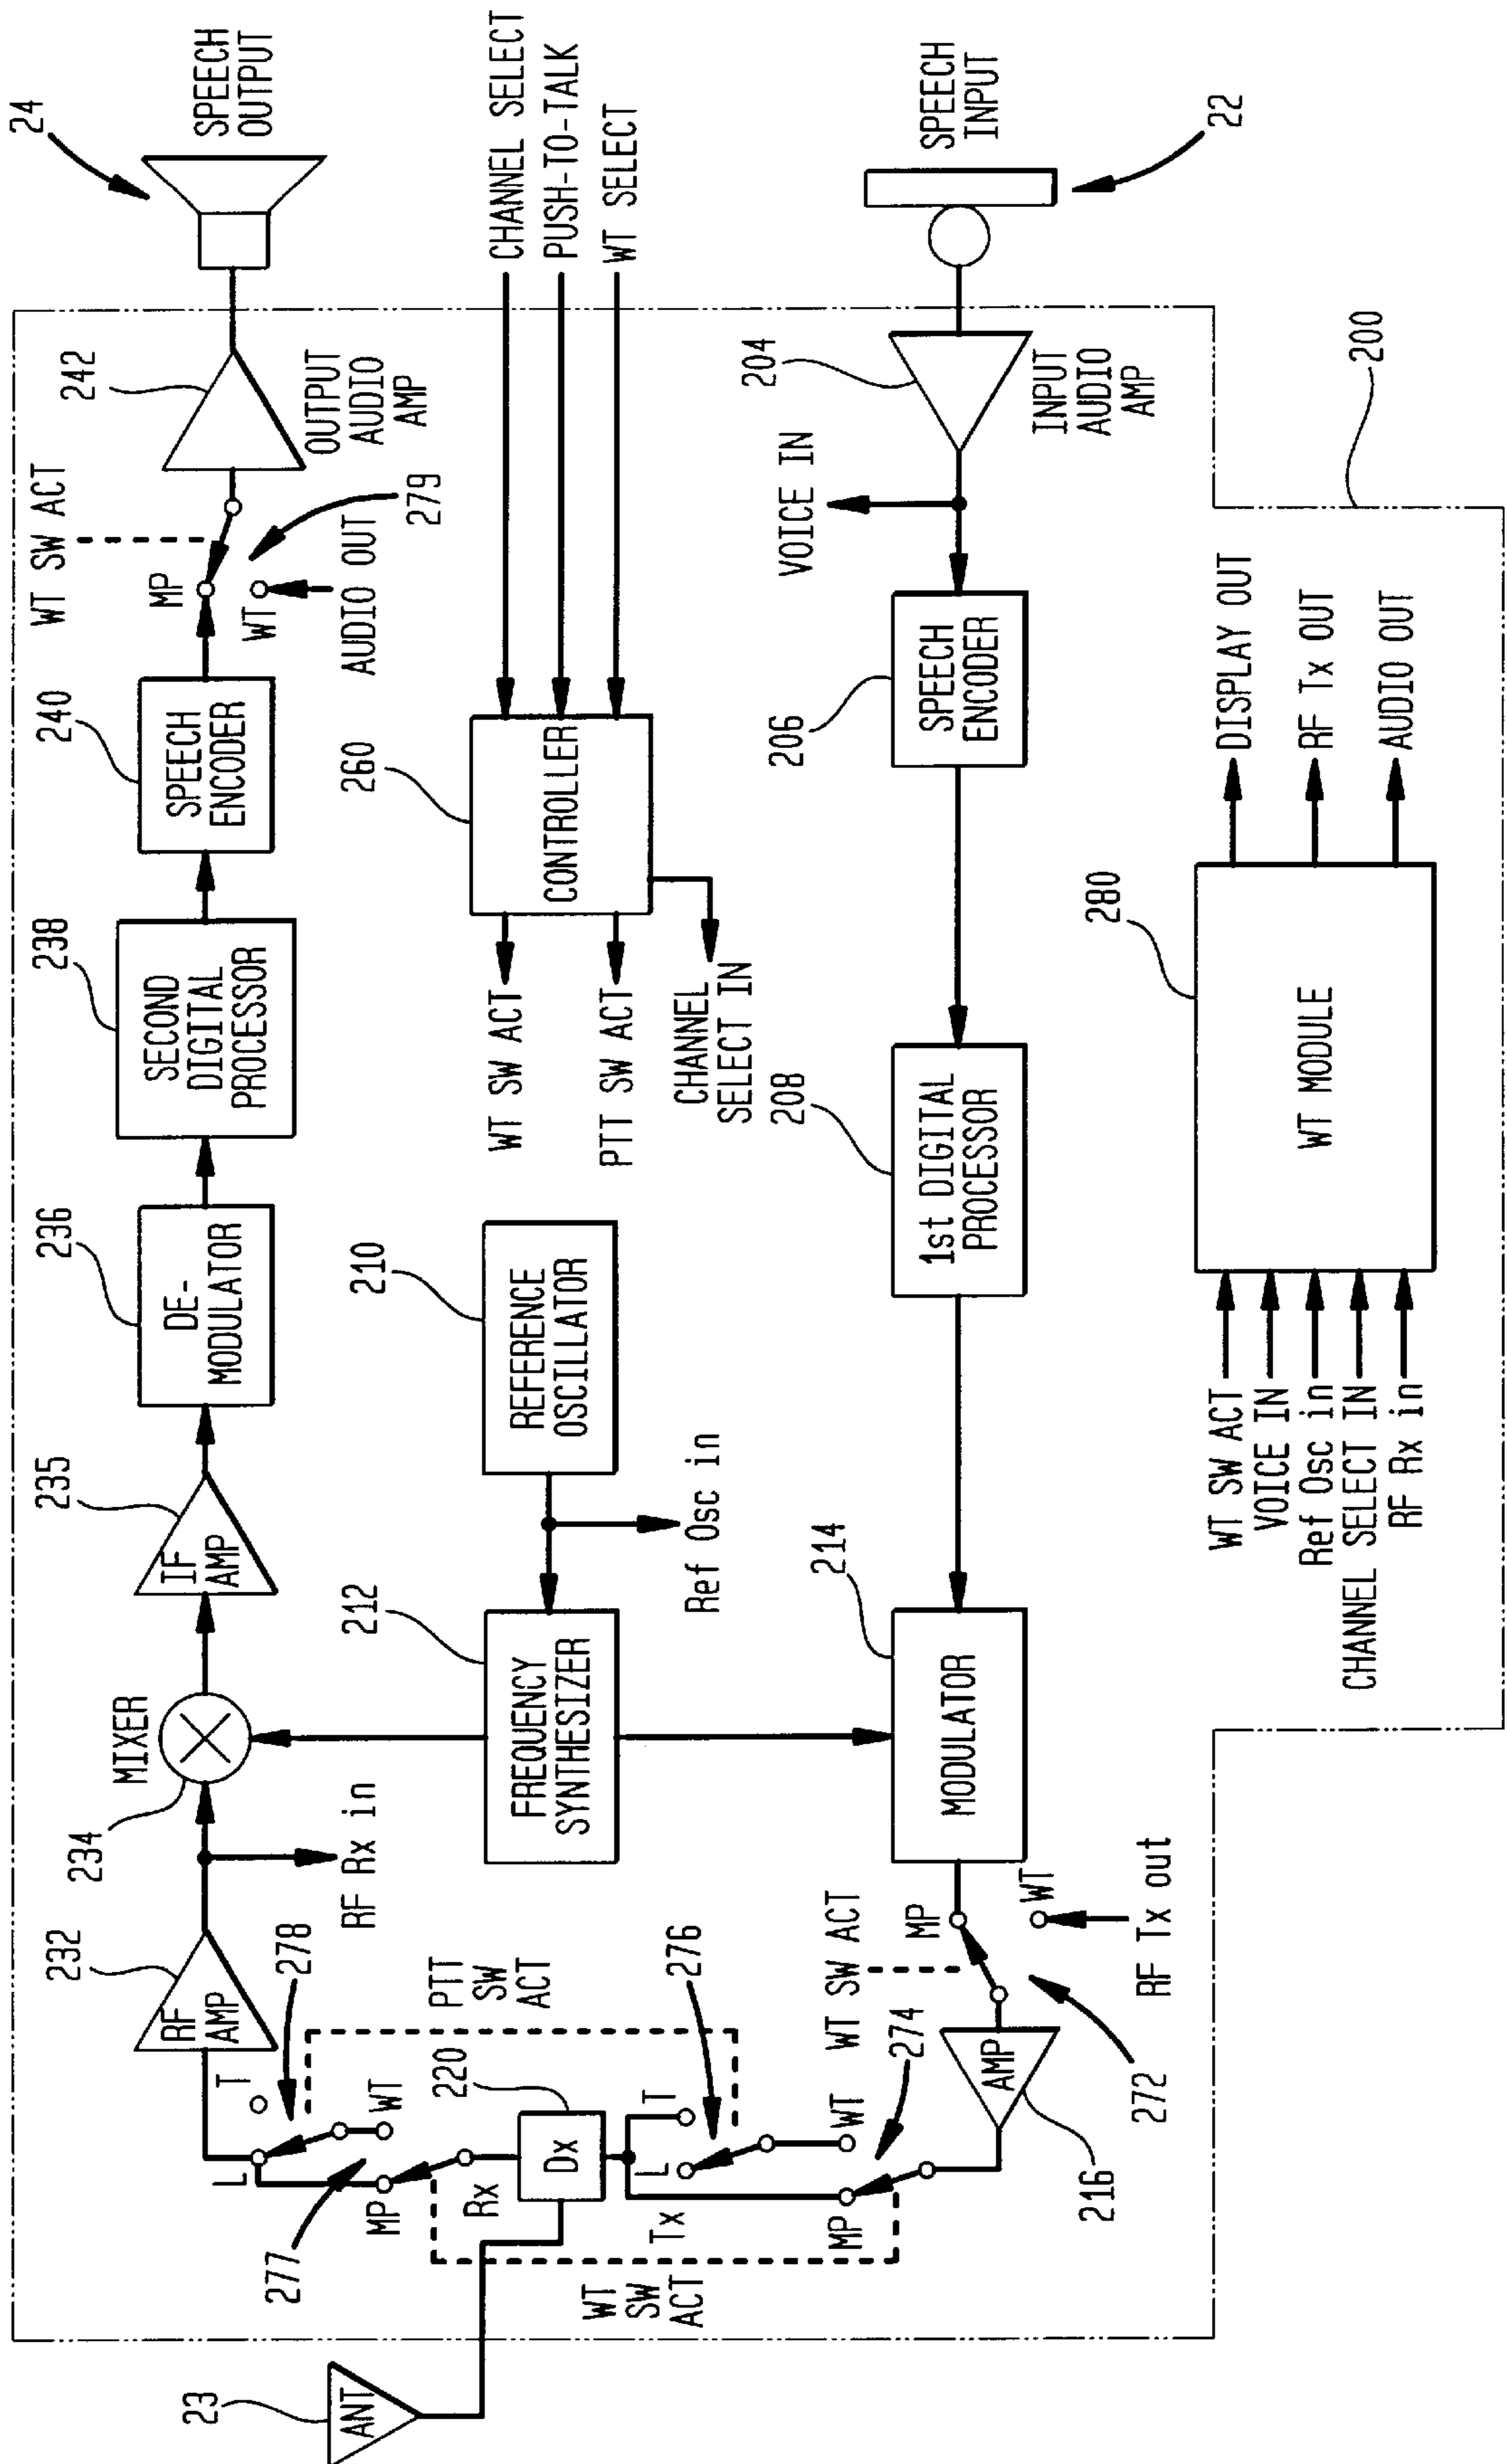 24
SPEECH
OUTPUT
242
OUTPUT
AUDIO
AMP
WT SW ACT
MP
WT
279
AUDIO OUT
240
SPEECH
ENCODER
238
SECOND
DIGITAL
PROCESSOR
236
DE-
MODULATOR
235
IF
AMP
MIXER
234
RF Rx in
232
RF
AMP
T
L
278
WT
277
MP
Rx
PTT
SW
ACT
23
ANT
220
Dx
Tx
WT
SW
ACT
T
L
276
WT
MP
274
CHANNEL SELECT
PUSH-TO-TALK
WT SELECT
260
CONTROLLER
WT SW ACT
PTT SW ACT
CHANNEL
SELECT IN
210
REFERENCE
OSCILLATOR
Ref Osc in
212
FREQUENCY
SYNTHESIZER
SPEECH
INPUT
22
204
INPUT
AUDIO
AMP
VOICE IN
206
SPEECH
ENCODER
208
1st DIGITAL
PROCESSOR
214
MODULATOR
WT SW ACT
MP
WT
RF Tx out
272
AMP
216
200
280
WT MODULE
WT SW ACT
VOICE IN
Ref Osc in
CHANNEL SELECT IN
RF Rx in
DISPLAY OUT
RF Tx OUT
AUDIO OUT